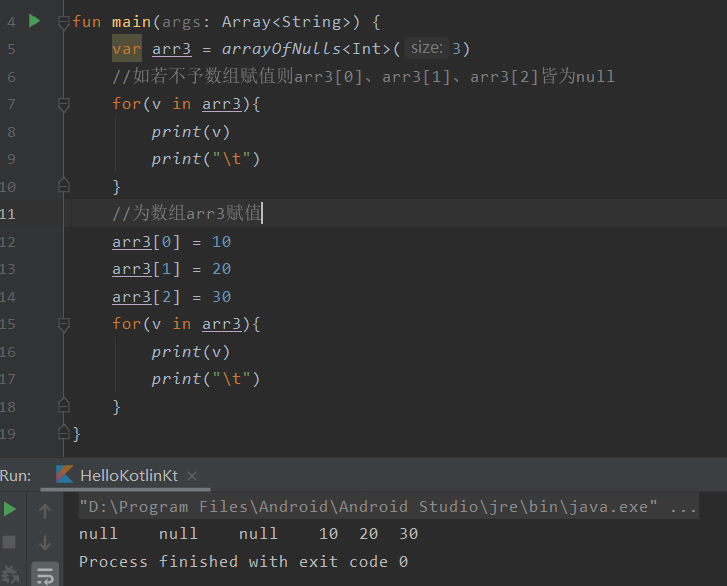 4 fun main(args: Array<String>) {
5 var arr3 = arrayOfNulls<Int>( size: 3)
6 //如若不予数组赋值则arr3[0]、arr3[1]、arr3[2]皆为null
7 for(v in arr3){
8 print(v)
9 print("\t")
10 }
11 //为数组arr3赋值
12 arr3[0] = 10
13 arr3[1] = 20
14 arr3[2] = 30
15 for(v in arr3){
16 print(v)
17 print("\t")
18 }
19 }
Run: HelloKotlinKt ×
"D:\Program Files\Android\Android Studio\jre\bin\java.exe" ...
null null null 10 20 30
Process finished with exit code 0